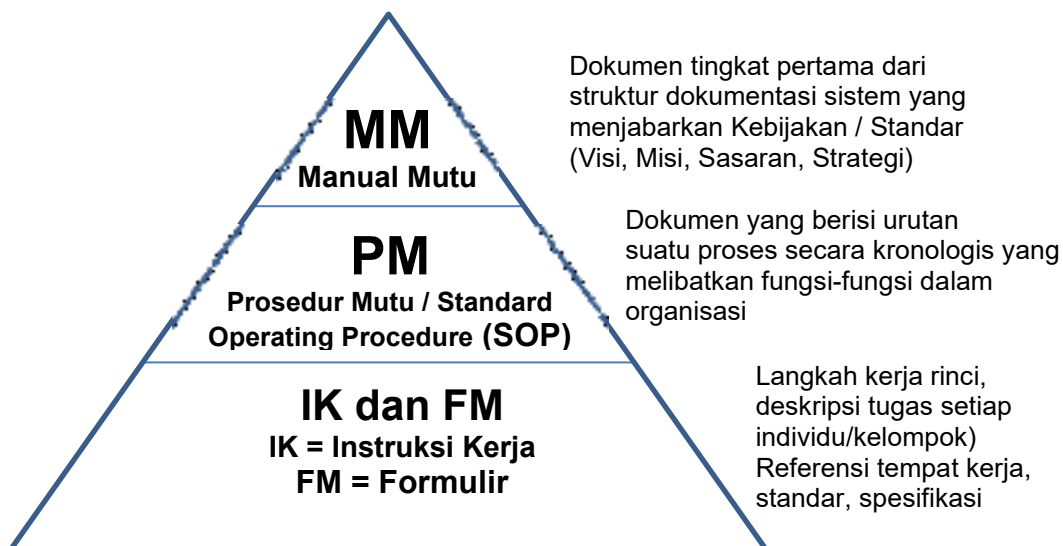 MM
Manual Mutu
Dokumen tingkat pertama dari
struktur dokumentasi sistem yang
menjabarkan Kebijakan / Standar
(Visi, Misi, Sasaran, Strategi)
PM
Prosedur Mutu / Standard
Operating Procedure (SOP)
Dokumen yang berisi urutan
suatu proses secara kronologis yang
melibatkan fungsi-fungsi dalam
organisasi
IK dan FM
IK = Instruksi Kerja
FM = Formulir
Langkah kerja rinci,
deskripsi tugas setiap
individu/kelompok)
Referensi tempat kerja,
standar, spesifikasi